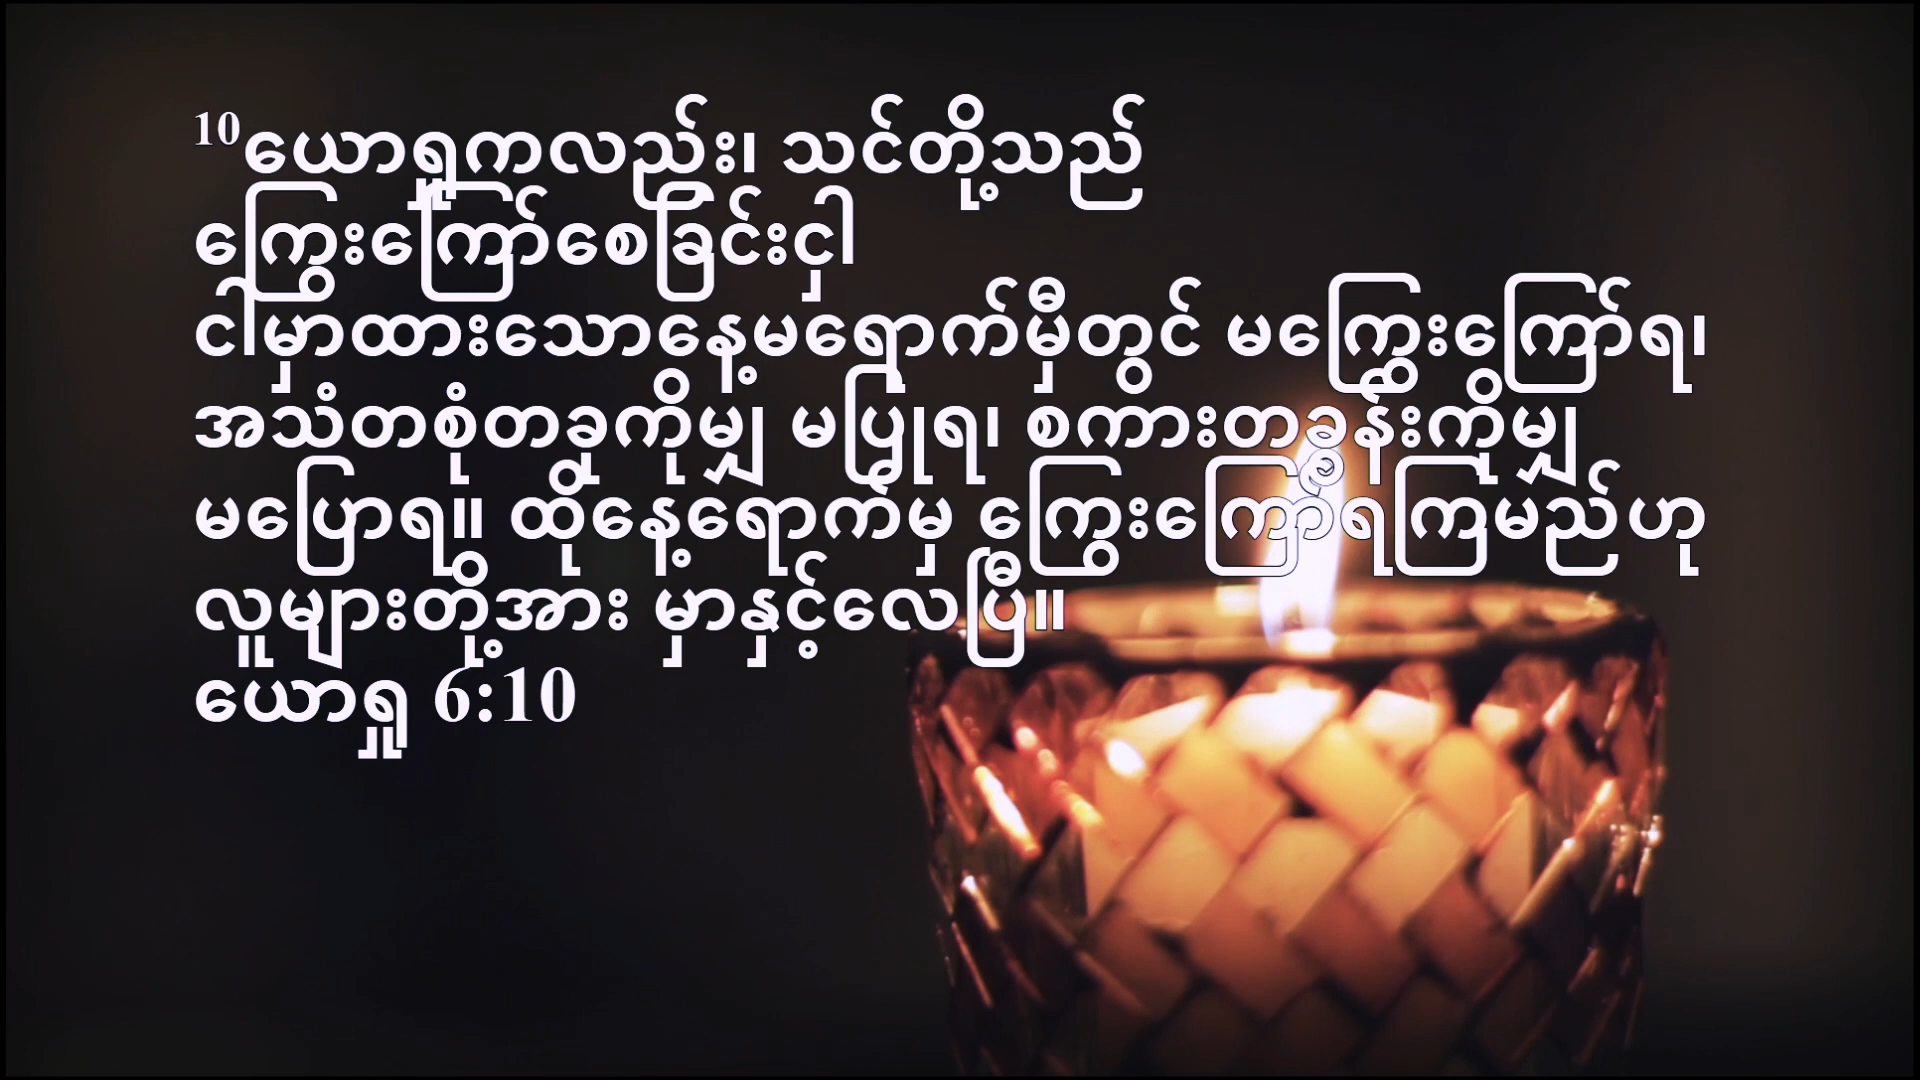 10ယောရှုကလည်း၊ သင်တို့သည်
ကြွေးကြော်စေခြင်းငှါ
ငါမှာထားသောနေ့မရောက်မှီတွင် မကြွေးကြော်ရ၊
အသံတစုံတခုကိုမျှ မပြုရ၊ စကားတခွန်းကိုမျှ
မပြောရ။ ထိုနေ့ရောက်မှ ကြွေးကြော်ရကြမည်ဟု
လူများတို့အား မှာနှင့်လေပြီ။
ယောရှု 6:10